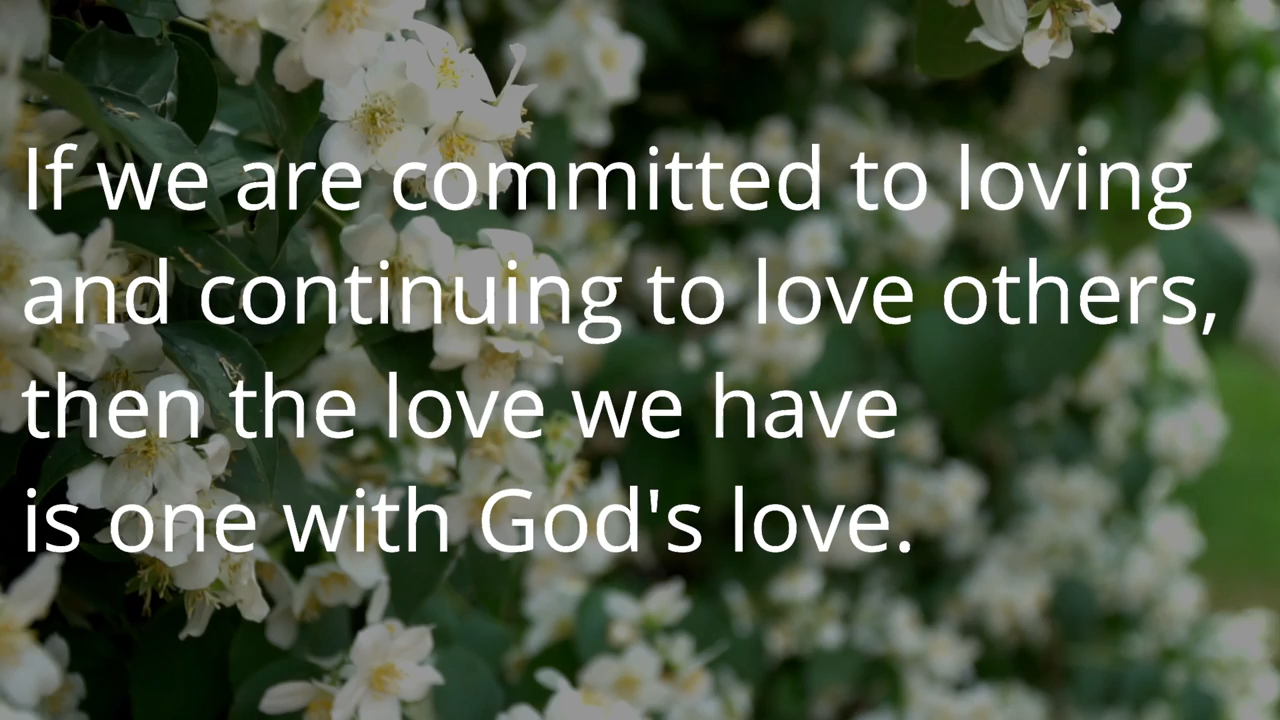 If we are committed to loving
and continuing to love others,
then the love we have
is one with God's love.